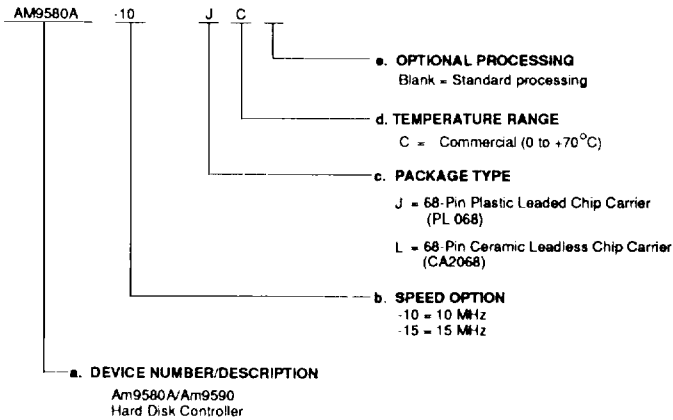 AM9580A -10 J C
e. OPTIONAL PROCESSING
Blank = Standard processing
d. TEMPERATURE RANGE
C = Commercial (0 to +70°C)
c. PACKAGE TYPE
J = 68-Pin Plastic Leaded Chip Carrier
(PL 068)
L = 68-Pin Ceramic Leadless Chip Carrier
(CA2068)
b. SPEED OPTION
-10 = 10 MHz
-15 = 15 MHz
a. DEVICE NUMBER/DESCRIPTION
Am9580A/Am9590
Hard Disk Controller